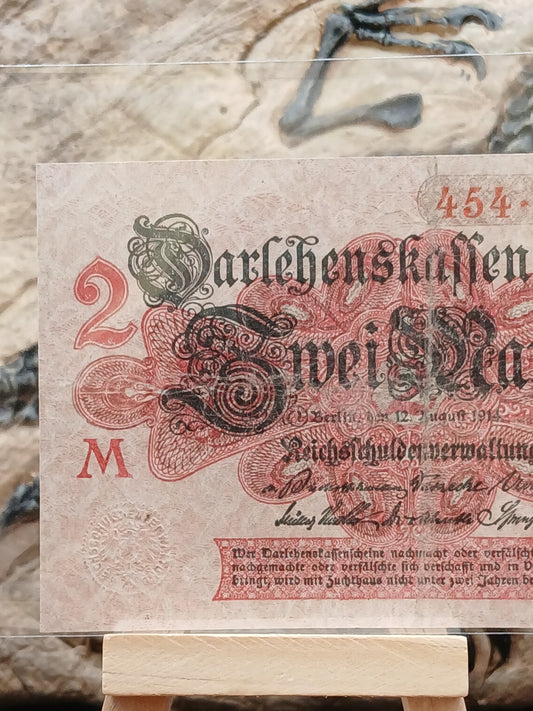 454·
Darlehenskassen
2
Zwei Mar
Berlin, den 12. August 1914
M
Reichsschuldenverwaltung
REICHSSCHULDENVERWALTUNG
Wer Darlehenskassenscheine nachmacht oder verfälscht
nachgemachte oder verfälschte sich verschafft und in V
bringt, wird mit Zuchthaus nicht unter zwei Jahren be